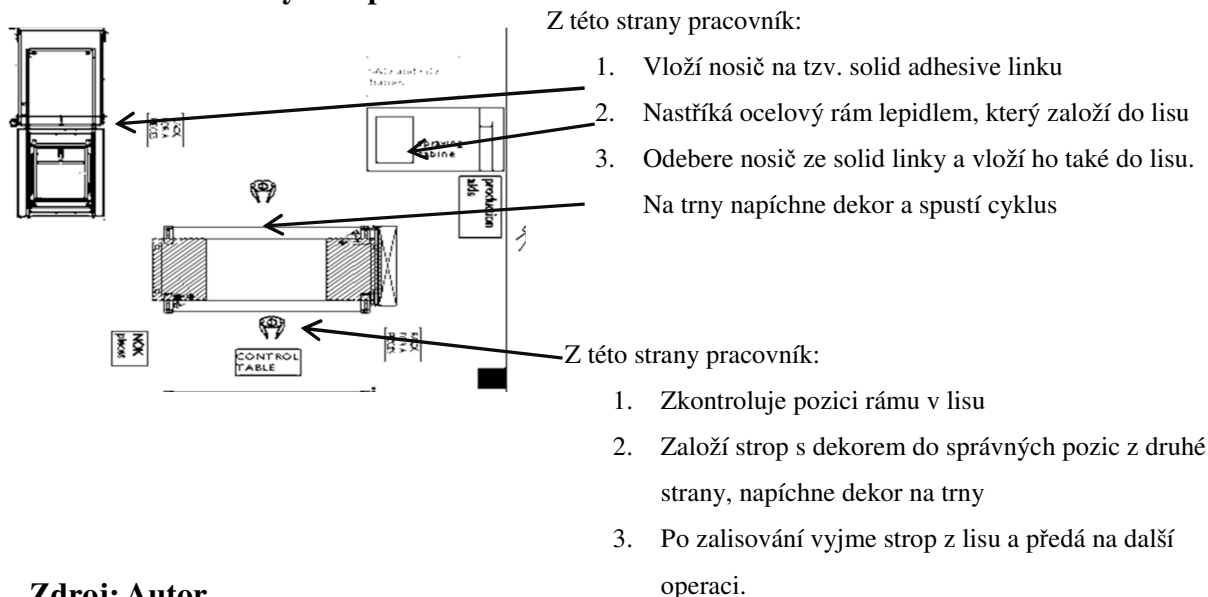 Z této strany pracovník:
1. Vloží nosič na tzv. solid adhesive linku
2. Nastříká ocelový rám lepidlem, který založí do lisu
3. Odebere nosič ze solid linky a vloží ho také do lisu.
Na trny napíchne dekor a spustí cyklus
production
aids
NOK
CONTROL
TABLE
Z této strany pracovník:
1. Zkontroluje pozici rámu v lisu
2. Založí strop s dekorem do správných pozic z druhé
strany, napíchne dekor na trny
3. Po zalisování vyjme strop z lisu a předá na další
operaci.
Zdroj: Autor